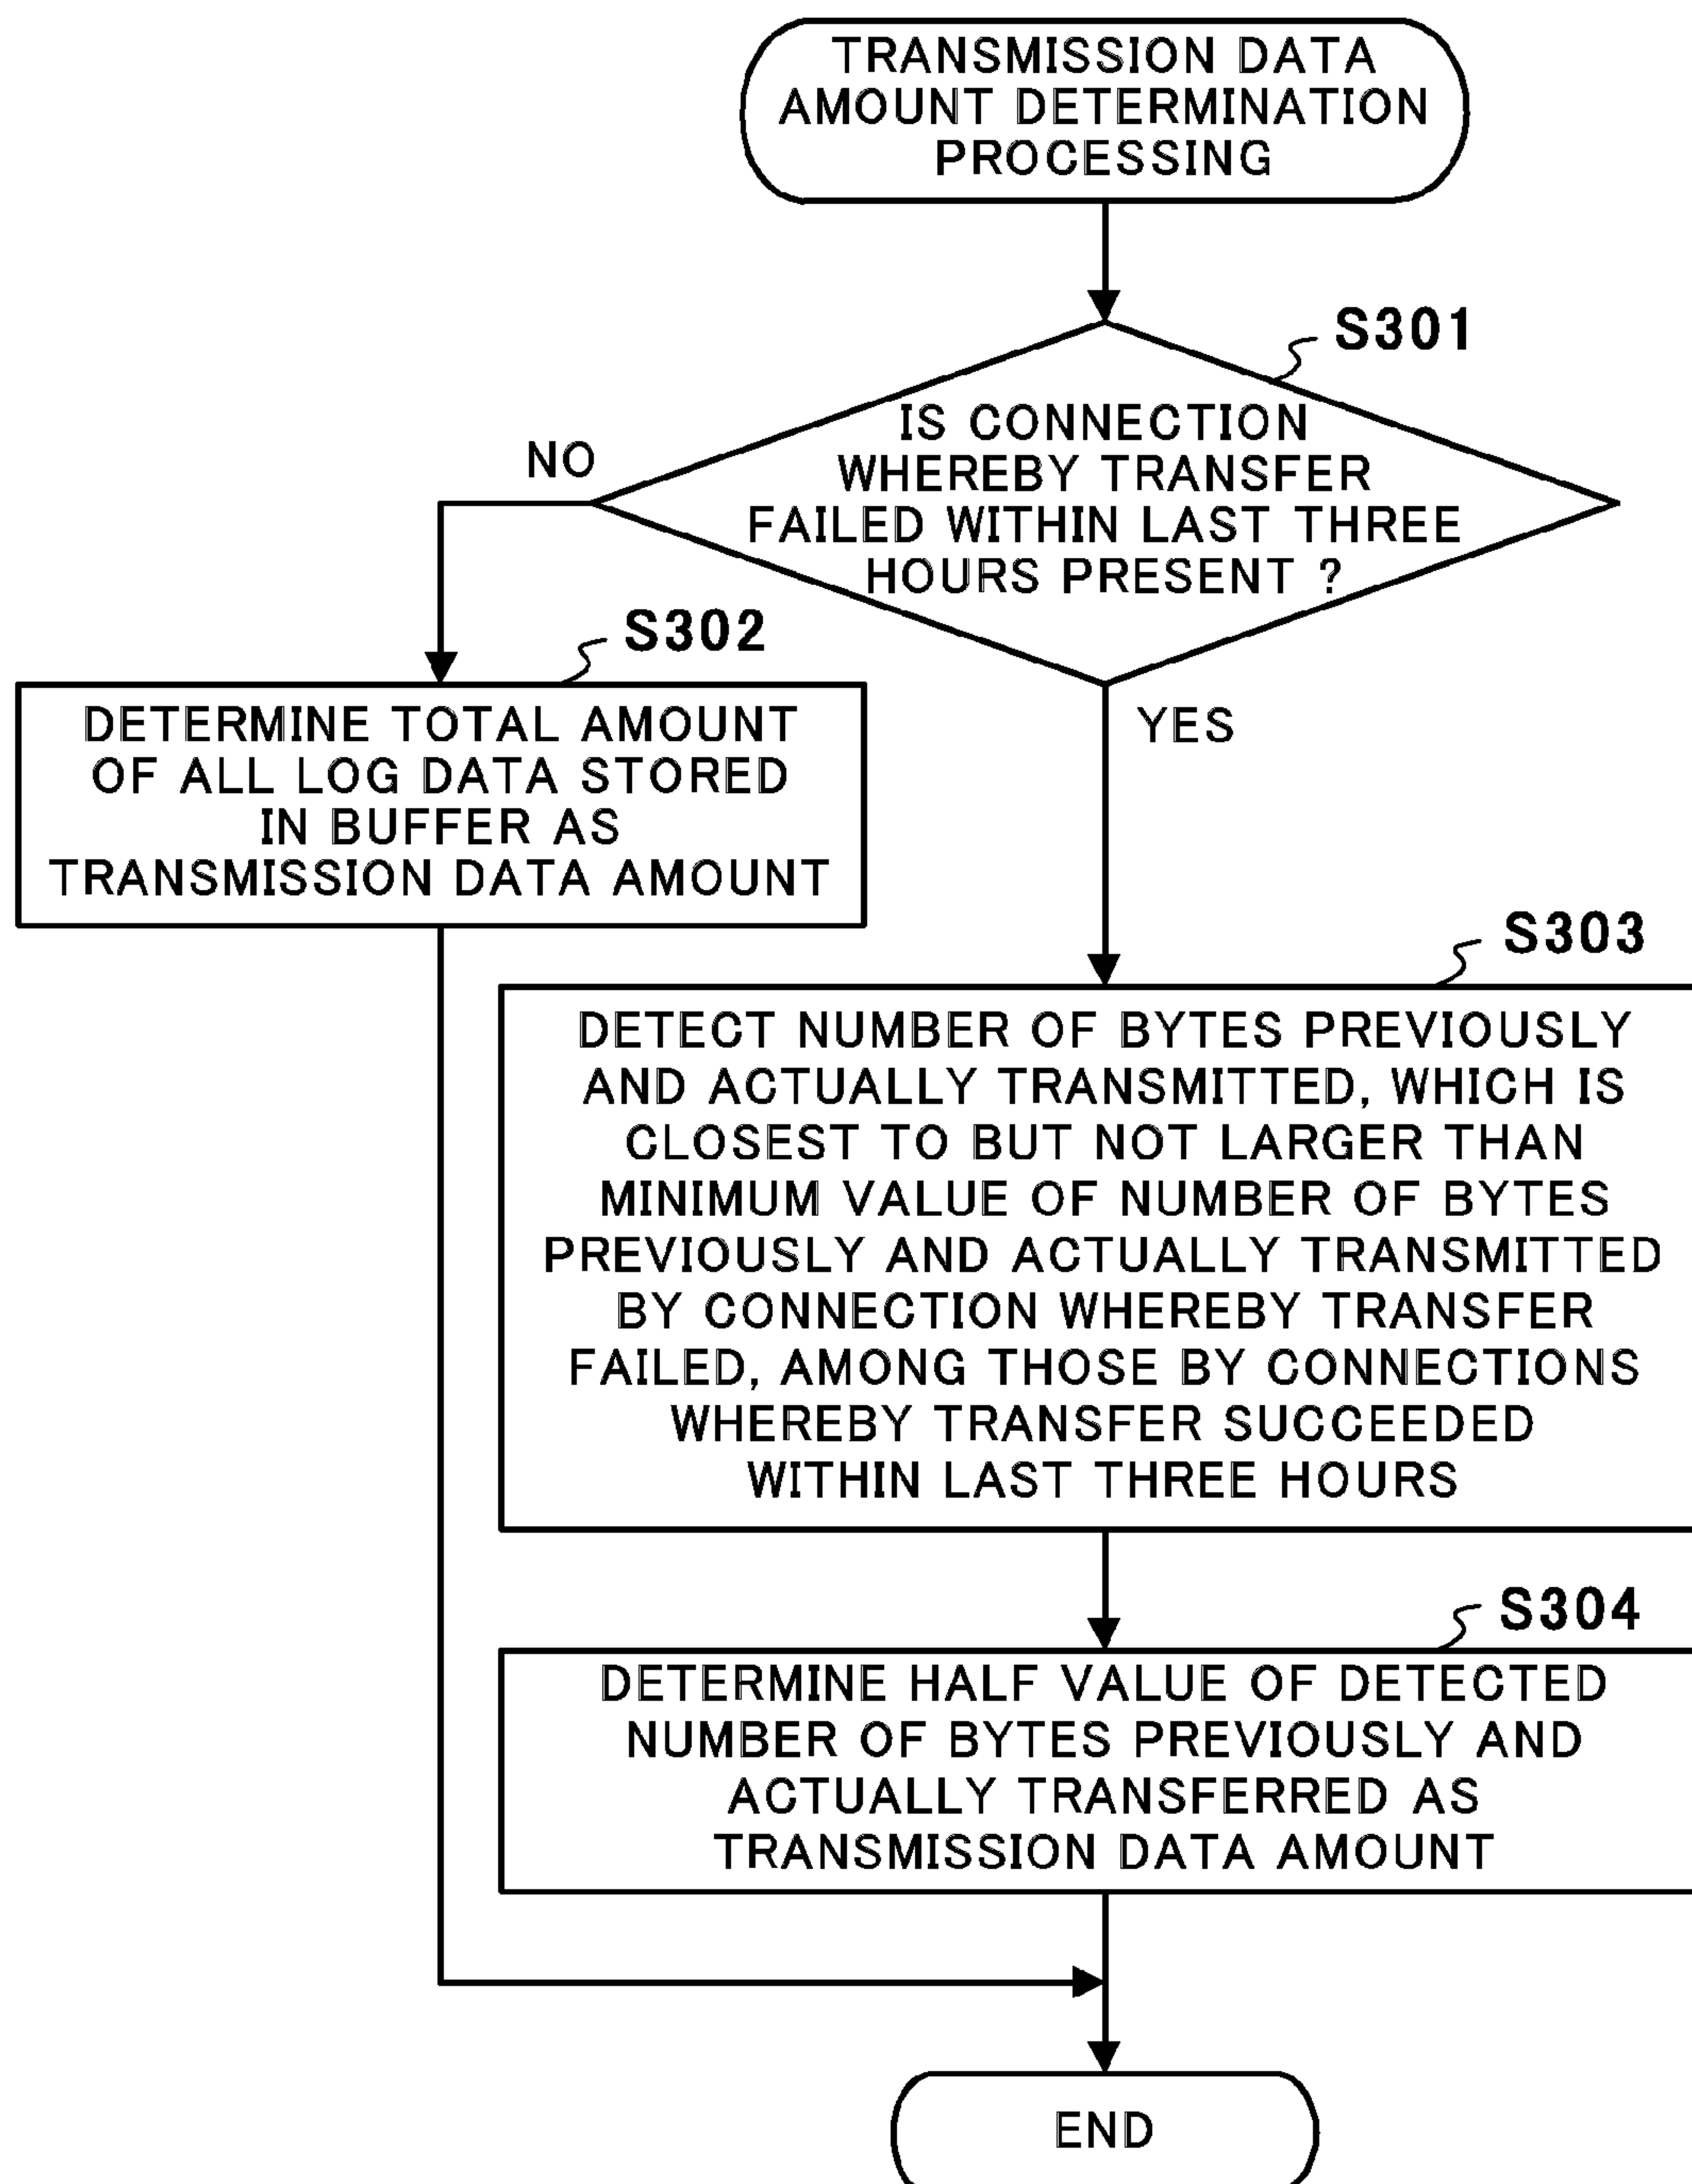 TRANSMISSION DATA
AMOUNT DETERMINATION
PROCESSING
S301
IS CONNECTION
WHEREBY TRANSFER
FAILED WITHIN LAST THREE
HOURS PRESENT ?
NO
S302
DETERMINE TOTAL AMOUNT
OF ALL LOG DATA STORED
IN BUFFER AS
TRANSMISSION DATA AMOUNT
YES
S303
DETECT NUMBER OF BYTES PREVIOUSLY
AND ACTUALLY TRANSMITTED, WHICH IS
CLOSEST TO BUT NOT LARGER THAN
MINIMUM VALUE OF NUMBER OF BYTES
PREVIOUSLY AND ACTUALLY TRANSMITTED
BY CONNECTION WHEREBY TRANSFER
FAILED, AMONG THOSE BY CONNECTIONS
WHEREBY TRANSFER SUCCEEDED
WITHIN LAST THREE HOURS
S304
DETERMINE HALF VALUE OF DETECTED
NUMBER OF BYTES PREVIOUSLY AND
ACTUALLY TRANSFERRED AS
TRANSMISSION DATA AMOUNT
END